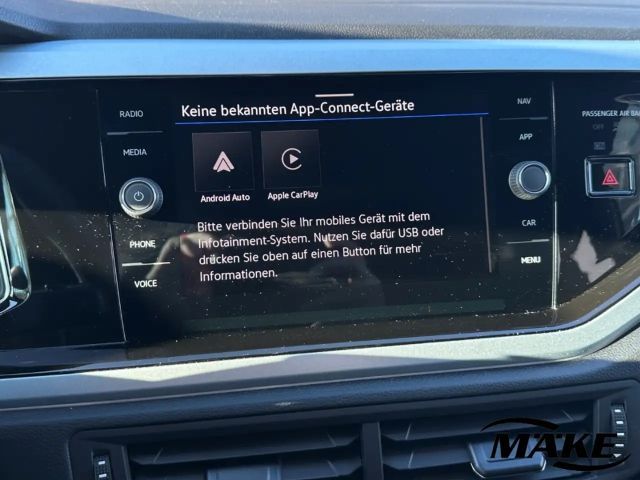 Keine bekannten App-Connect-Geräte
RADIO
MEDIA
PHONE
VOICE
Android Auto
Apple CarPlay
Bitte verbinden Sie Ihr mobiles Gerät mit dem
Infotainment-System. Nutzen Sie dafür USB oder
drücken Sie oben auf einen Button für mehr
Informationen.
NAV
APP
CAR
MENU
PASSENGER AIR BA
OFF
MAKE